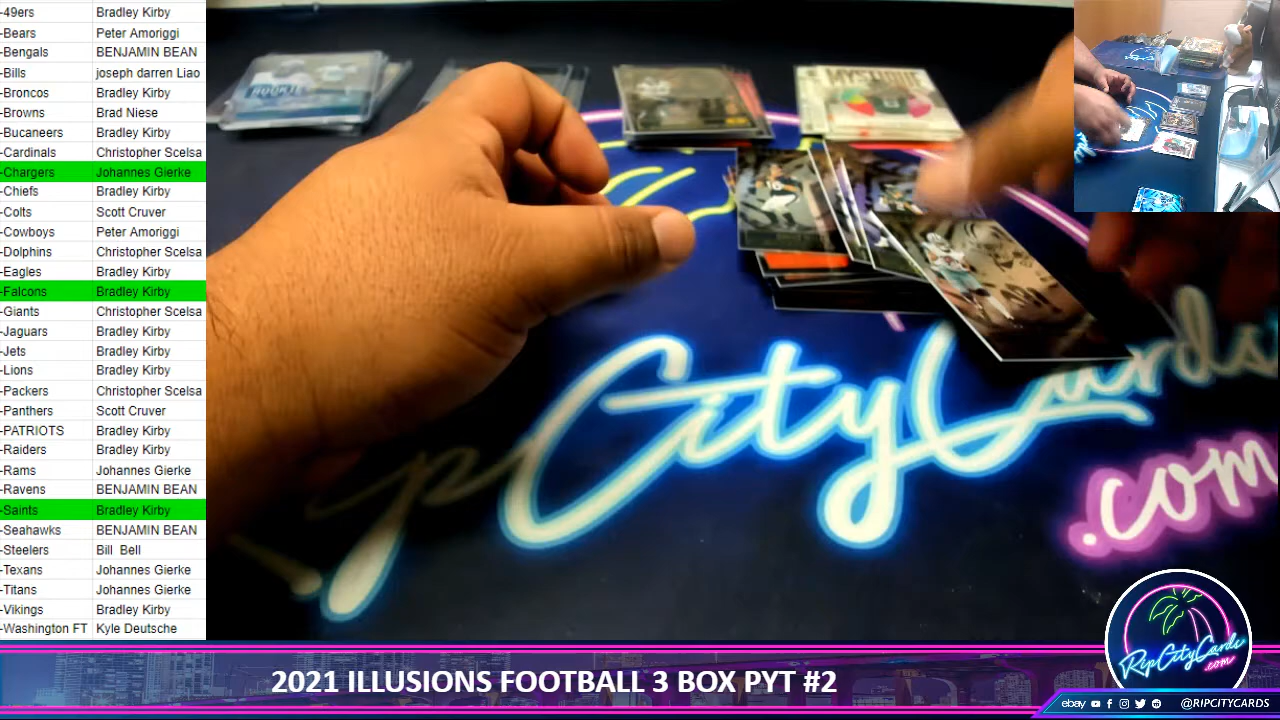 -49ers Bradley Kirby
-Bears Peter Amoriggi
-Bengals BENJAMIN BEAN
-Bills joseph darren Liao
-Broncos Bradley Kirby
-Browns Brad Niese
-Bucaneers Bradley Kirby
-Cardinals Christopher Scelsa
-Chargers Johannes Gierke
-Chiefs Bradley Kirby
-Colts Scott Cruver
-Cowboys Peter Amoriggi
-Dolphins Christopher Scelsa
-Eagles Bradley Kirby
-Falcons Bradley Kirby
-Giants Christopher Scelsa
-Jaguars Bradley Kirby
-Jets Bradley Kirby
-Lions Bradley Kirby
-Packers Christopher Scelsa
-Panthers Scott Cruver
-PATRIOTS Bradley Kirby
-Raiders Bradley Kirby
-Rams Johannes Gierke
-Ravens BENJAMIN BEAN
-Saints Bradley Kirby
-Seahawks BENJAMIN BEAN
-Steelers Bill Bell
-Texans Johannes Gierke
-Titans Johannes Gierke
-Vikings Bradley Kirby
-Washington FT Kyle Deutsche
ROOKIE
MYSTIQUE
CityCards
.com
RipCityCards
.com
2021 ILLUSIONS FOOTBALL 3 BOX PYT #2
ebay @RIPCITYCARDS